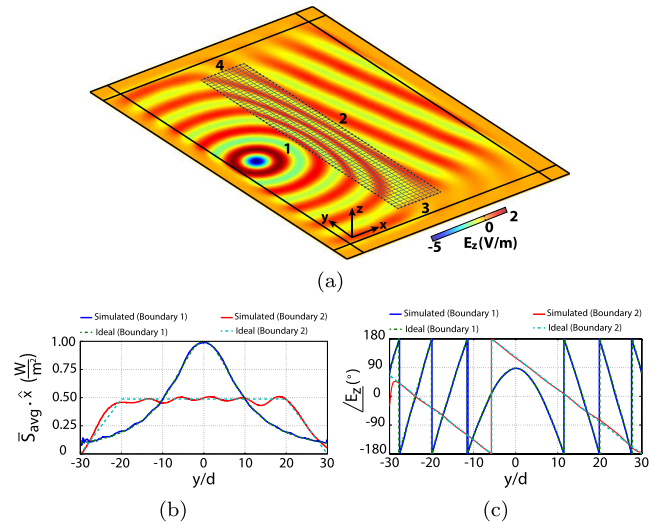 4
2
1
3
z
y
x
-5 0 2
E_z(V/m)
(a)
Simulated (Boundary 1) Simulated (Boundary 2)
Ideal (Boundary 1) Ideal (Boundary 2)
1.00
0.75
0.50
0.25
0
S̅avg · x̂ (W/m²)
-30 -20 -10 0 10 20 30
y/d
(b)
Simulated (Boundary 1) Simulated (Boundary 2)
Ideal (Boundary 1) Ideal (Boundary 2)
180
90
0
-90
-180
∠E_z(°)
-30 -20 -10 0 10 20 30
y/d
(c)